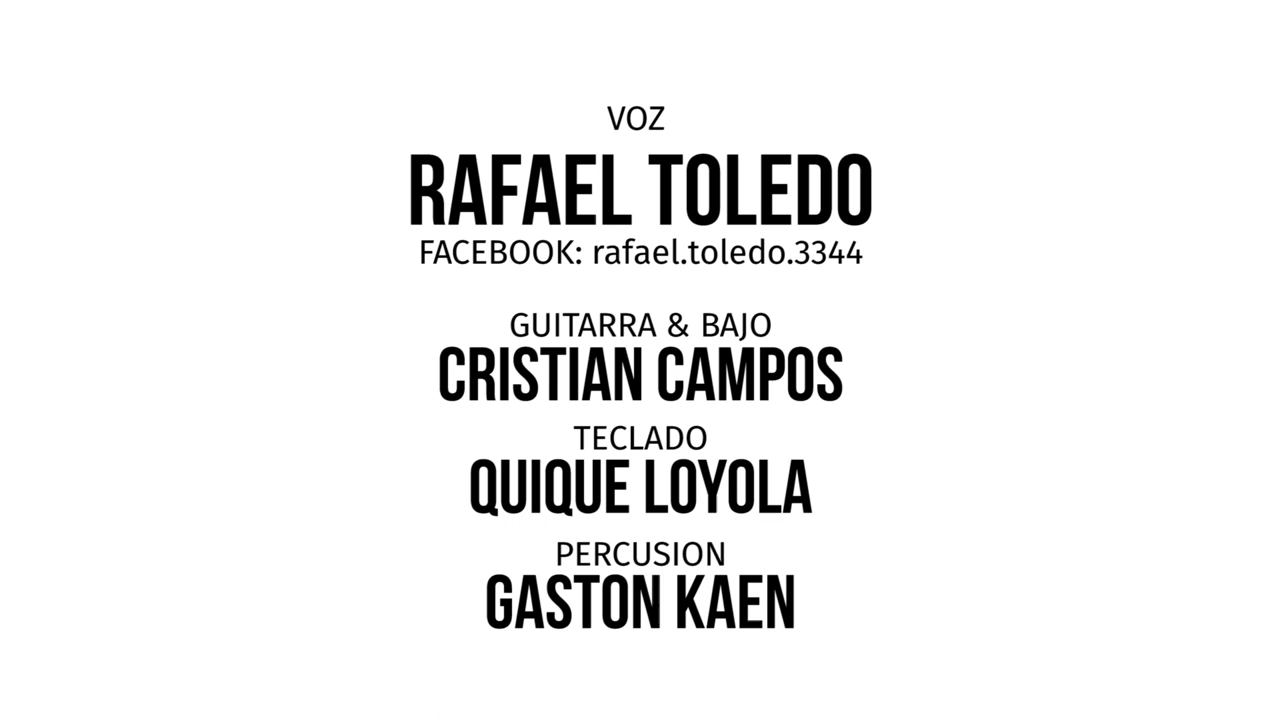 VOZ
RAFAEL TOLEDO
FACEBOOK: rafael.toledo.3344
GUITARRA & BAJO
CRISTIAN CAMPOS
TECLADO
QUIQUE LOYOLA
PERCUSION
GASTON KAEN